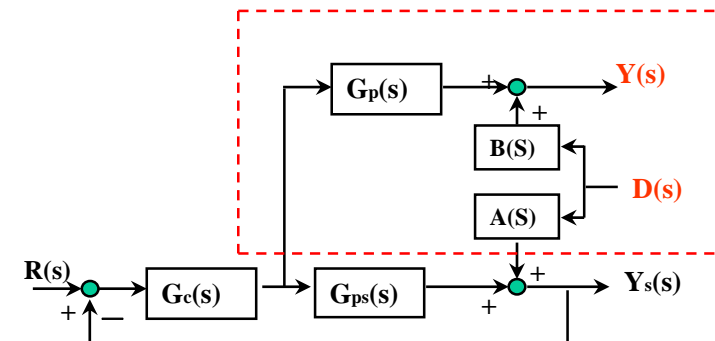 Y(s)
+
Gp(s)
+
B(S)
D(s)
A(S)
R(s)
+
Gc(s)
Gps(s)
Ys(s)
+
+
—